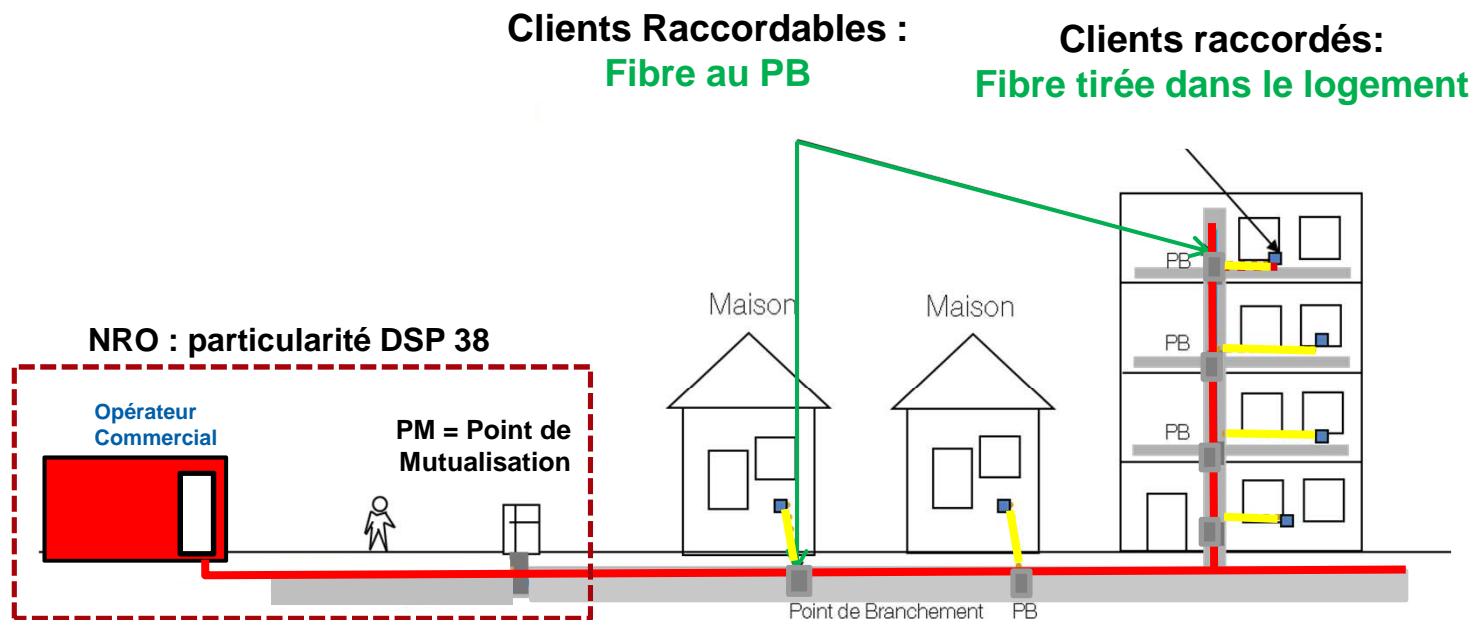 Clients Raccordables :
Fibre au PB
Clients raccordés:
Fibre tirée dans le logement
NRO : particularité DSP 38
Opérateur
Commercial
PM = Point de
Mutualisation
Maison
Maison
PB
PB
PB
Point de Branchement
PB